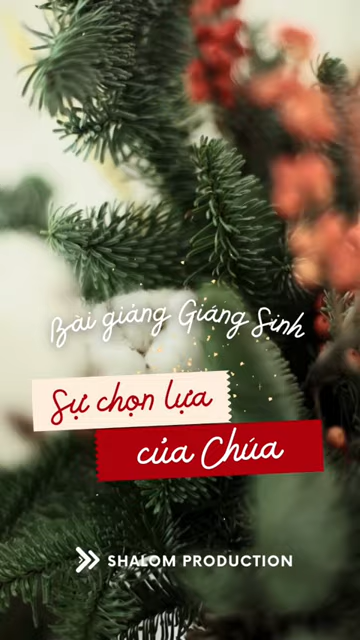 Bài giảng Giáng Sinh
Sự chọn lựa
của Chúa
SHALOM PRODUCTION